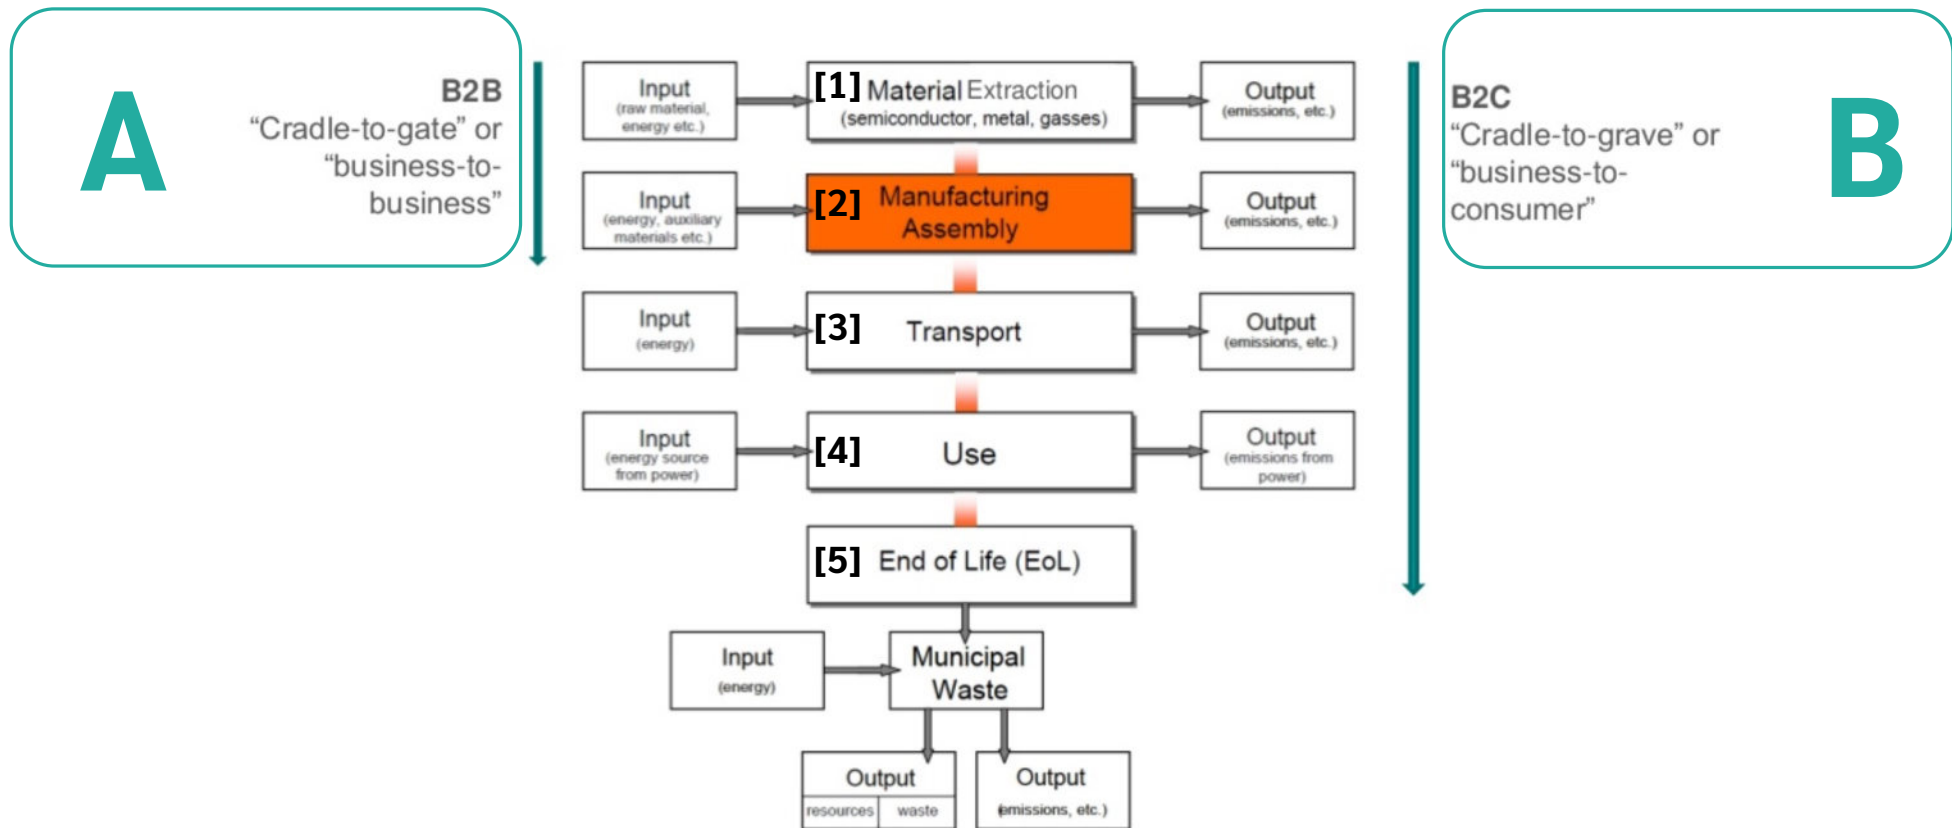 A
B2B
“Cradle-to-gate” or
“business-to-
business”
Input
(raw material,
energy etc.)
[1] Material Extraction
(semiconductor, metal, gasses)
Output
(emissions, etc.)
B2C
“Cradle-to-grave” or
“business-to-
consumer”
B
Input
(energy, auxiliary
materials etc.)
[2] Manufacturing
Assembly
Output
(emissions, etc.)
Input
(energy)
[3] Transport
Output
(emissions, etc.)
Input
(energy source
from power)
[4] Use
Output
(emissions from
power)
[5] End of Life (EoL)
Input
(energy)
Municipal
Waste
Output
resources waste
Output
(emissions, etc.)